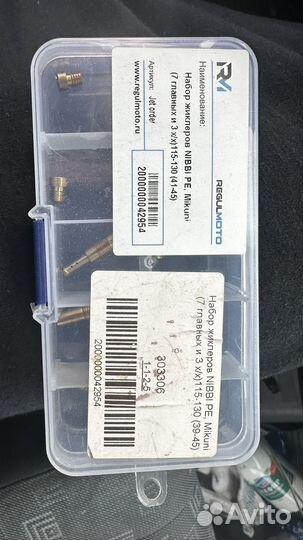 REGULMOTO
Наименование:
Набор жиклеров NIBBI PE, Mikuni
(7 главных и 3 х/х)115-130 (41-45)
Артикул: Jet order
www.regulmoto.ru
2000000042954
Набор жиклеров NIBBI PE, Mikuni
(7 главных и 3 х/х)115-130 (39-45)
303306
1-1-2-5
2000000042954
Avito